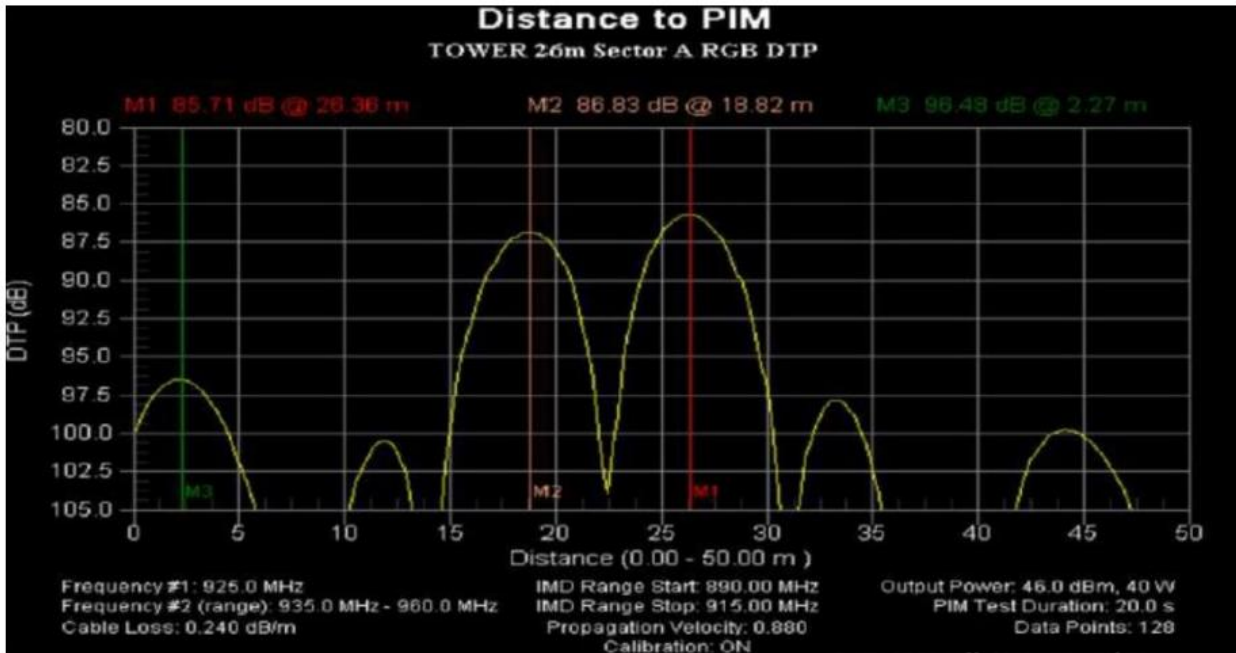 Distance to PIM
TOWER 26m Sector A RGB DTP
M1 85.71 dB @ 26.36 m M2 86.83 dB @ 18.82 m M3 96.48 dB @ 2.27 m
80.0
82.5
85.0
87.5
90.0
92.5
95.0
97.5
100.0
102.5
105.0
DTP (dB)
M3 M2 M1
0 5 10 15 20 25 30 35 40 45 50
Distance (0.00 - 50.00 m )
Frequency #1: 925.0 MHz IMD Range Start: 890.00 MHz Output Power: 46.0 dBm, 40 W
Frequency #2 (range): 935.0 MHz - 960.0 MHz IMD Range Stop: 915.00 MHz PIM Test Duration: 20.0 s
Cable Loss: 0.240 dB/m Propagation Velocity: 0.880 Data Points: 128
Calibration: ON